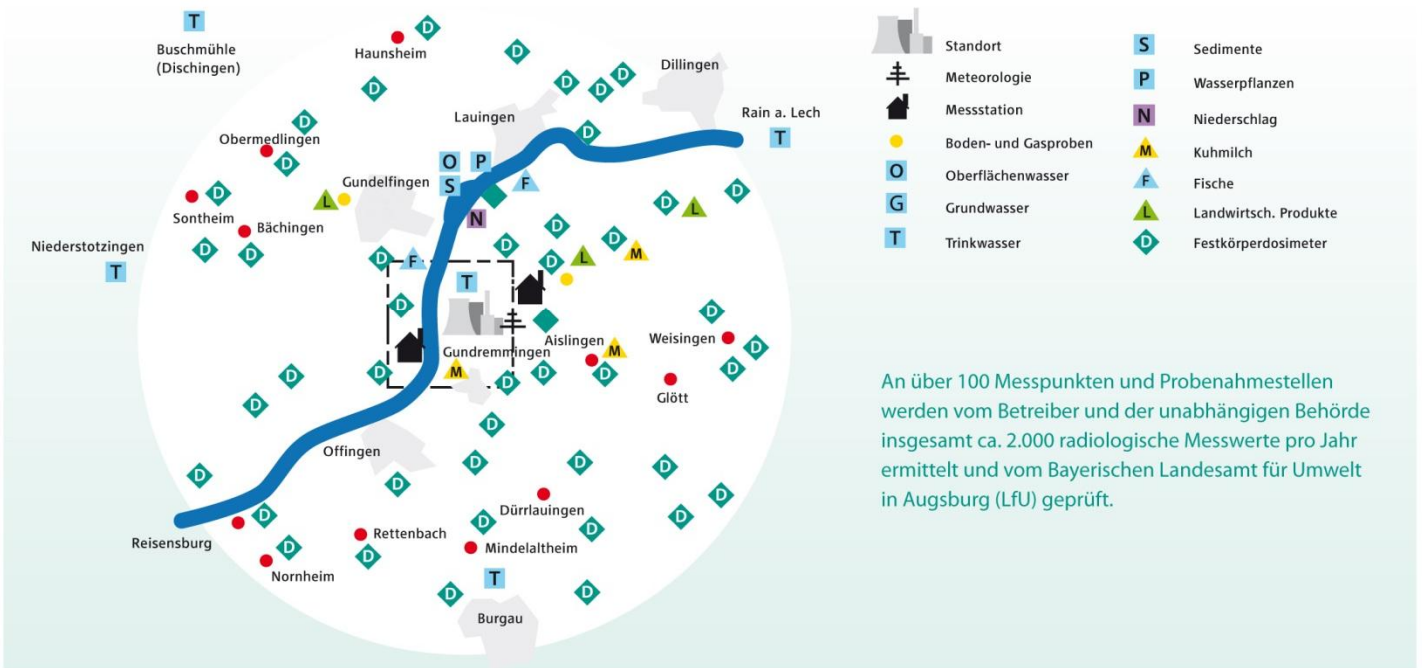 T
Buschmühle
(Dischingen)
Haunsheim
D
D
D
D
D
D
Dillingen
Lauingen
Rain a. Lech
T
D
Obermedlingen
D
D
Gundelfingen
O
P
S
F
N
L
D
Sontheim
Bächingen
D
D
Niederstotzingen
T
D
L
D
D
D
D
M
L
D
D
F
T
D
Gundremmingen
M
D
D
D
Aislingen
M
D
Weisingen
D
D
D
Glött
D
D
D
Offingen
D
D
D
D
D
D
D
Reisensburg
D
D
Nornheim
Rettenbach
D
Dürrlauingen
D
D
Mindelaltheim
T
D
D
Burgau
Standort
Meteorologie
Messstation
Boden- und Gasproben
O Oberflächenwasser
G Grundwasser
T Trinkwasser
S Sedimente
P Wasserpflanzen
N Niederschlag
M Kuhmilch
F Fische
L Landwirtsch. Produkte
D Festkörperdosimeter
An über 100 Messpunkten und Probenahmestellen
werden vom Betreiber und der unabhängigen Behörde
insgesamt ca. 2.000 radiologische Messwerte pro Jahr
ermittelt und vom Bayerischen Landesamt für Umwelt
in Augsburg (LfU) geprüft.